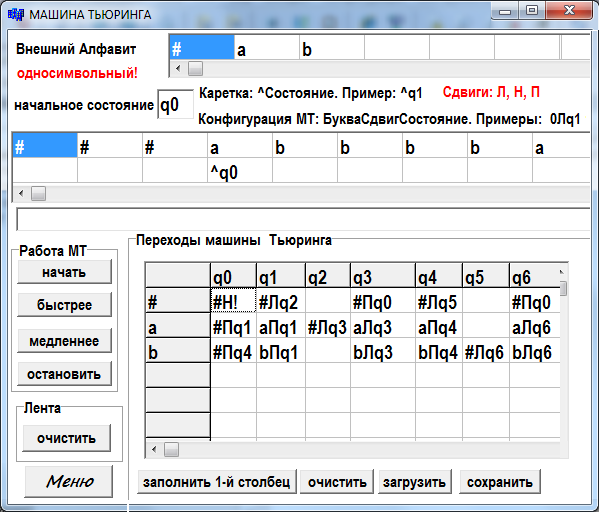 МАШИНА ТЬЮРИНГА
Внешний Алфавит # a b
односимвольный!
начальное состояние q0 Каретка: ^Состояние. Пример: ^q1 Сдвиги: Л, Н, П
Конфигурация МТ: БукваСдвигСостояние. Примеры: 0Лq1
# # # a b b b b a
^q0
Работа МТ
начать
быстрее
медленнее
остановить
Лента
очистить
Меню
Переходы машины Тьюринга
q0 q1 q2 q3 q4 q5 q6
# #Н! #Лq2 #Пq0 #Лq5 #Пq0
a #Пq1 aПq1 #Лq3 aЛq3 aПq4 aЛq6
b #Пq4 bПq1 bЛq3 bПq4 #Лq6 bЛq6
заполнить 1-й столбец очистить загрузить сохранить